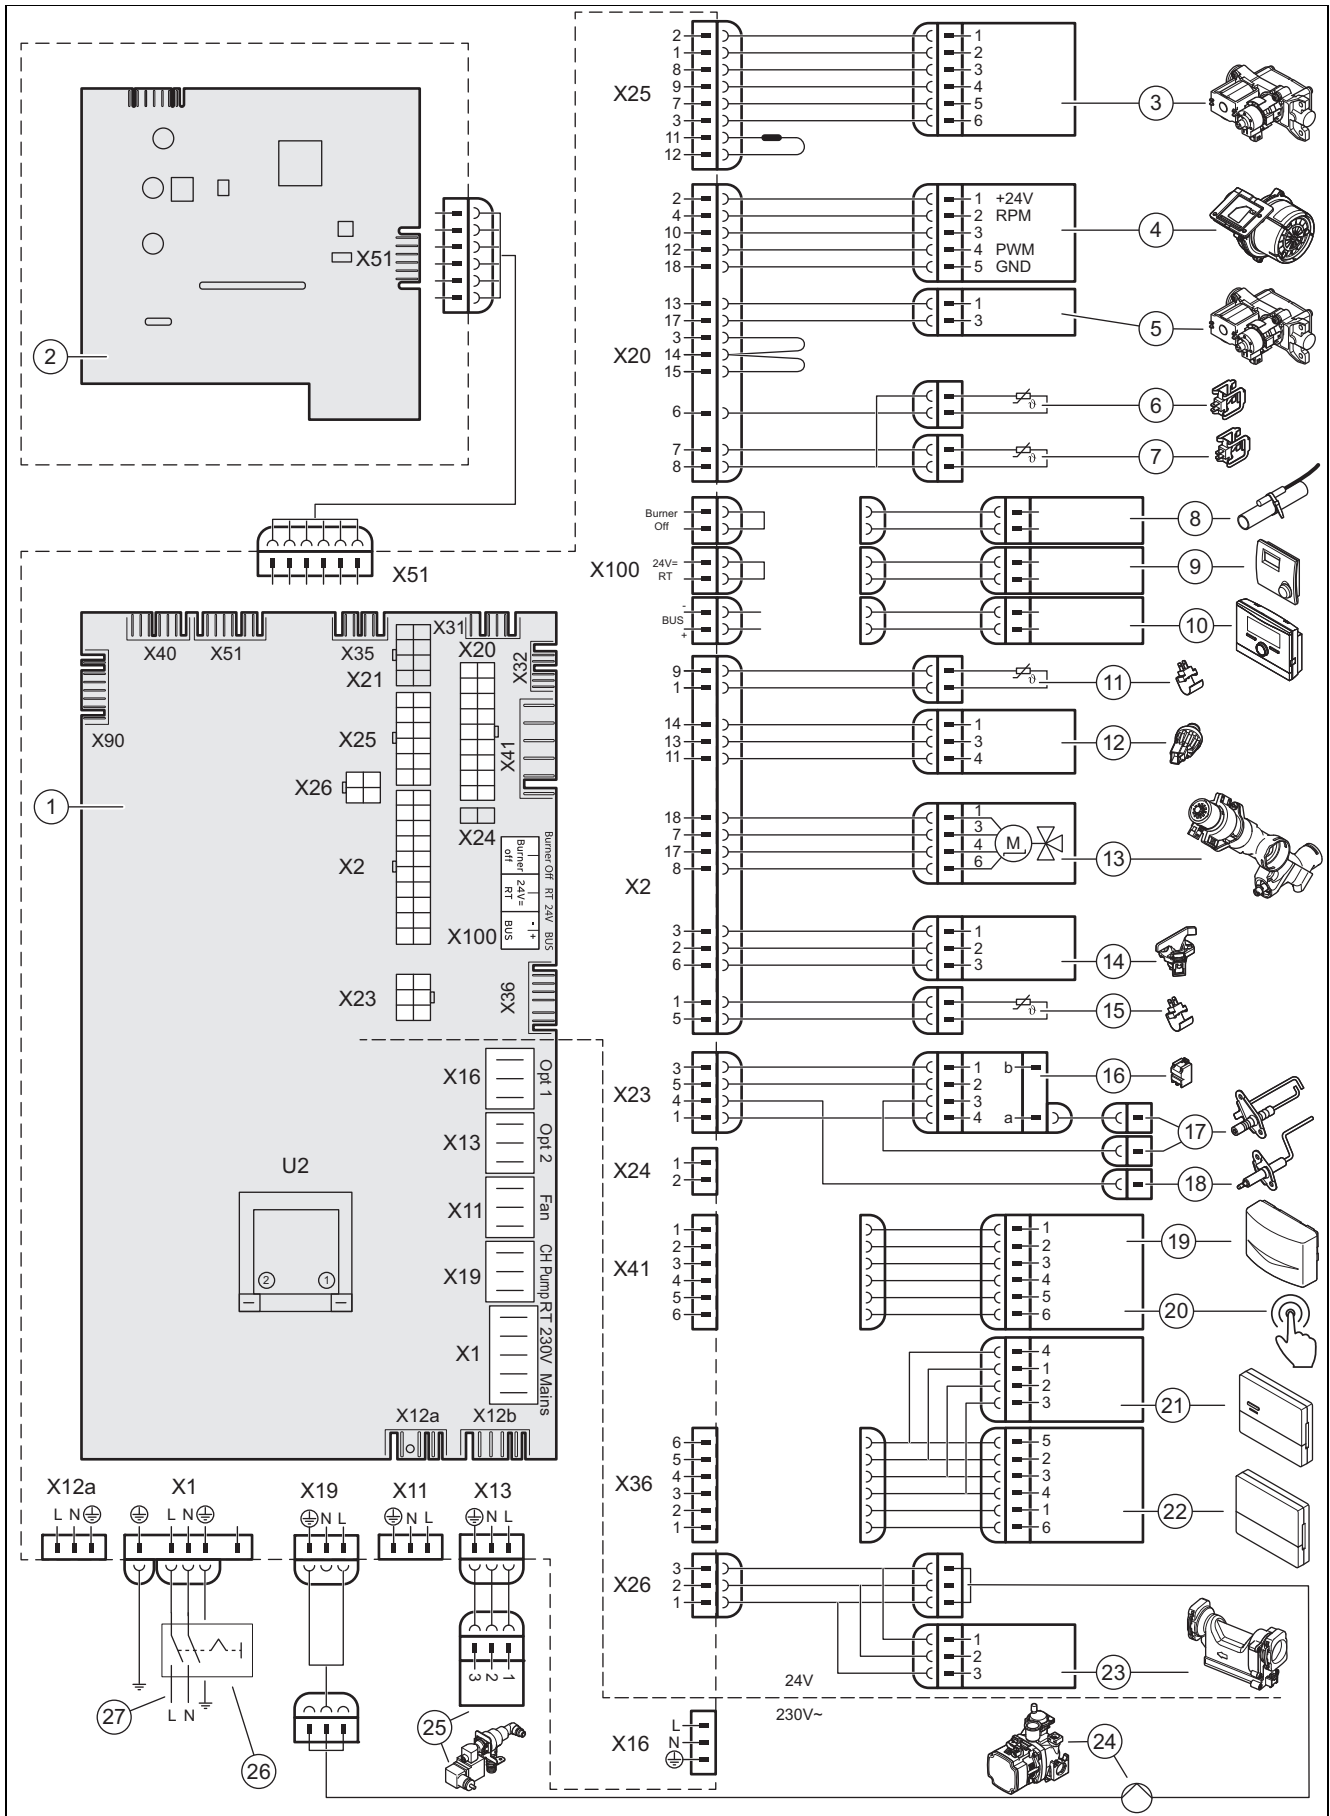 X51
2
X51
X40
X51
X35
X31
X20
X32
X21
X90
X25
X41
X26
1
X24
X2
Burner off
24V=
RT
- +
BUS
Burner Off RT 24V BUS
X100
X36
X23
X16
Opt 1
X13
Opt 2
U2
X11
Fan
2
1
X19
CH Pump
X1
RT 230V Mains
X12a
X12b
X12a
X1
X19
X11
X13
L N
L N
N L
N L
N L
3 2 1
L N
27
26
25
X25
2 1
1 2
8 3
9 4
7 5
3 6
11
12
3
X20
2 1 +24V
4 2 RPM
10 3
12 4 PWM
18 5 GND
4
13 1
17 3
5
3
14
15
6
ϑ
6
7
8
ϑ
7
X100
Burner
Off
8
24V=
RT
9
-
BUS
+
10
X2
9
1
ϑ
11
14 1
13 3
11 4
12
18 1
7 3
17 4
8 6
M
13
3 1
2 2
6 3
14
1
5
ϑ
15
X23
3 1 b
5 2
4 3
1 4 a
16
17
X24
1
2
18
X41
1 1
2 2
3 3
4 4
5 5
6 6
19
20
4
1
2
3
21
X36
6 5
5 2
4 3
3 4
2 1
1 6
22
X26
3
2
1
1
2
3
23
24V
230V~
X16
L
N
24